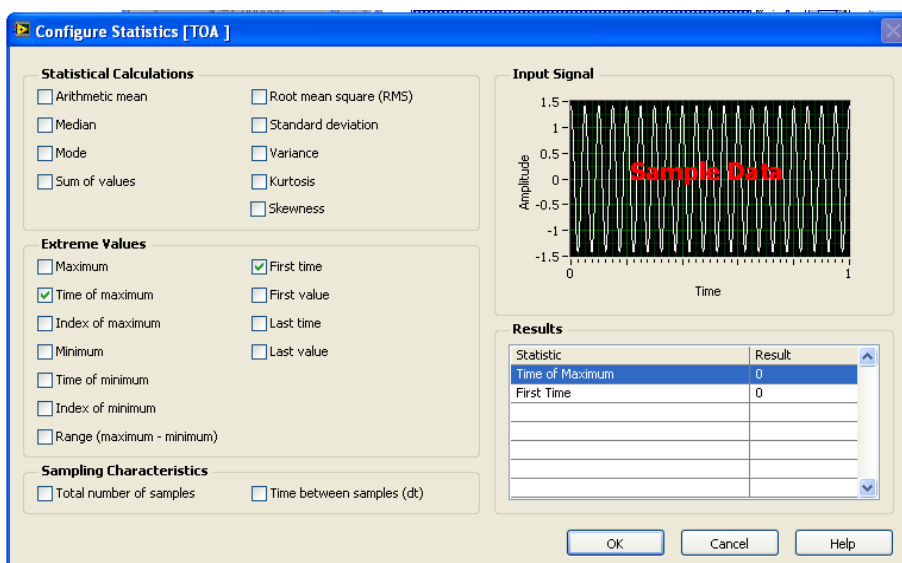 Configure Statistics [TOA ]
Statistical Calculations
Arithmetic mean
Median
Mode
Sum of values
Root mean square (RMS)
Standard deviation
Variance
Kurtosis
Skewness
Extreme Values
Maximum
Time of maximum
Index of maximum
Minimum
Time of minimum
Index of minimum
Range (maximum - minimum)
First time
First value
Last time
Last value
Sampling Characteristics
Total number of samples
Time between samples (dt)
Input Signal
1.5
1
0.5
0
-0.5
-1
-1.5
Amplitude
Sample Data
0
1
Time
Results
Statistic Result
Time of Maximum 0
First Time 0
OK
Cancel
Help